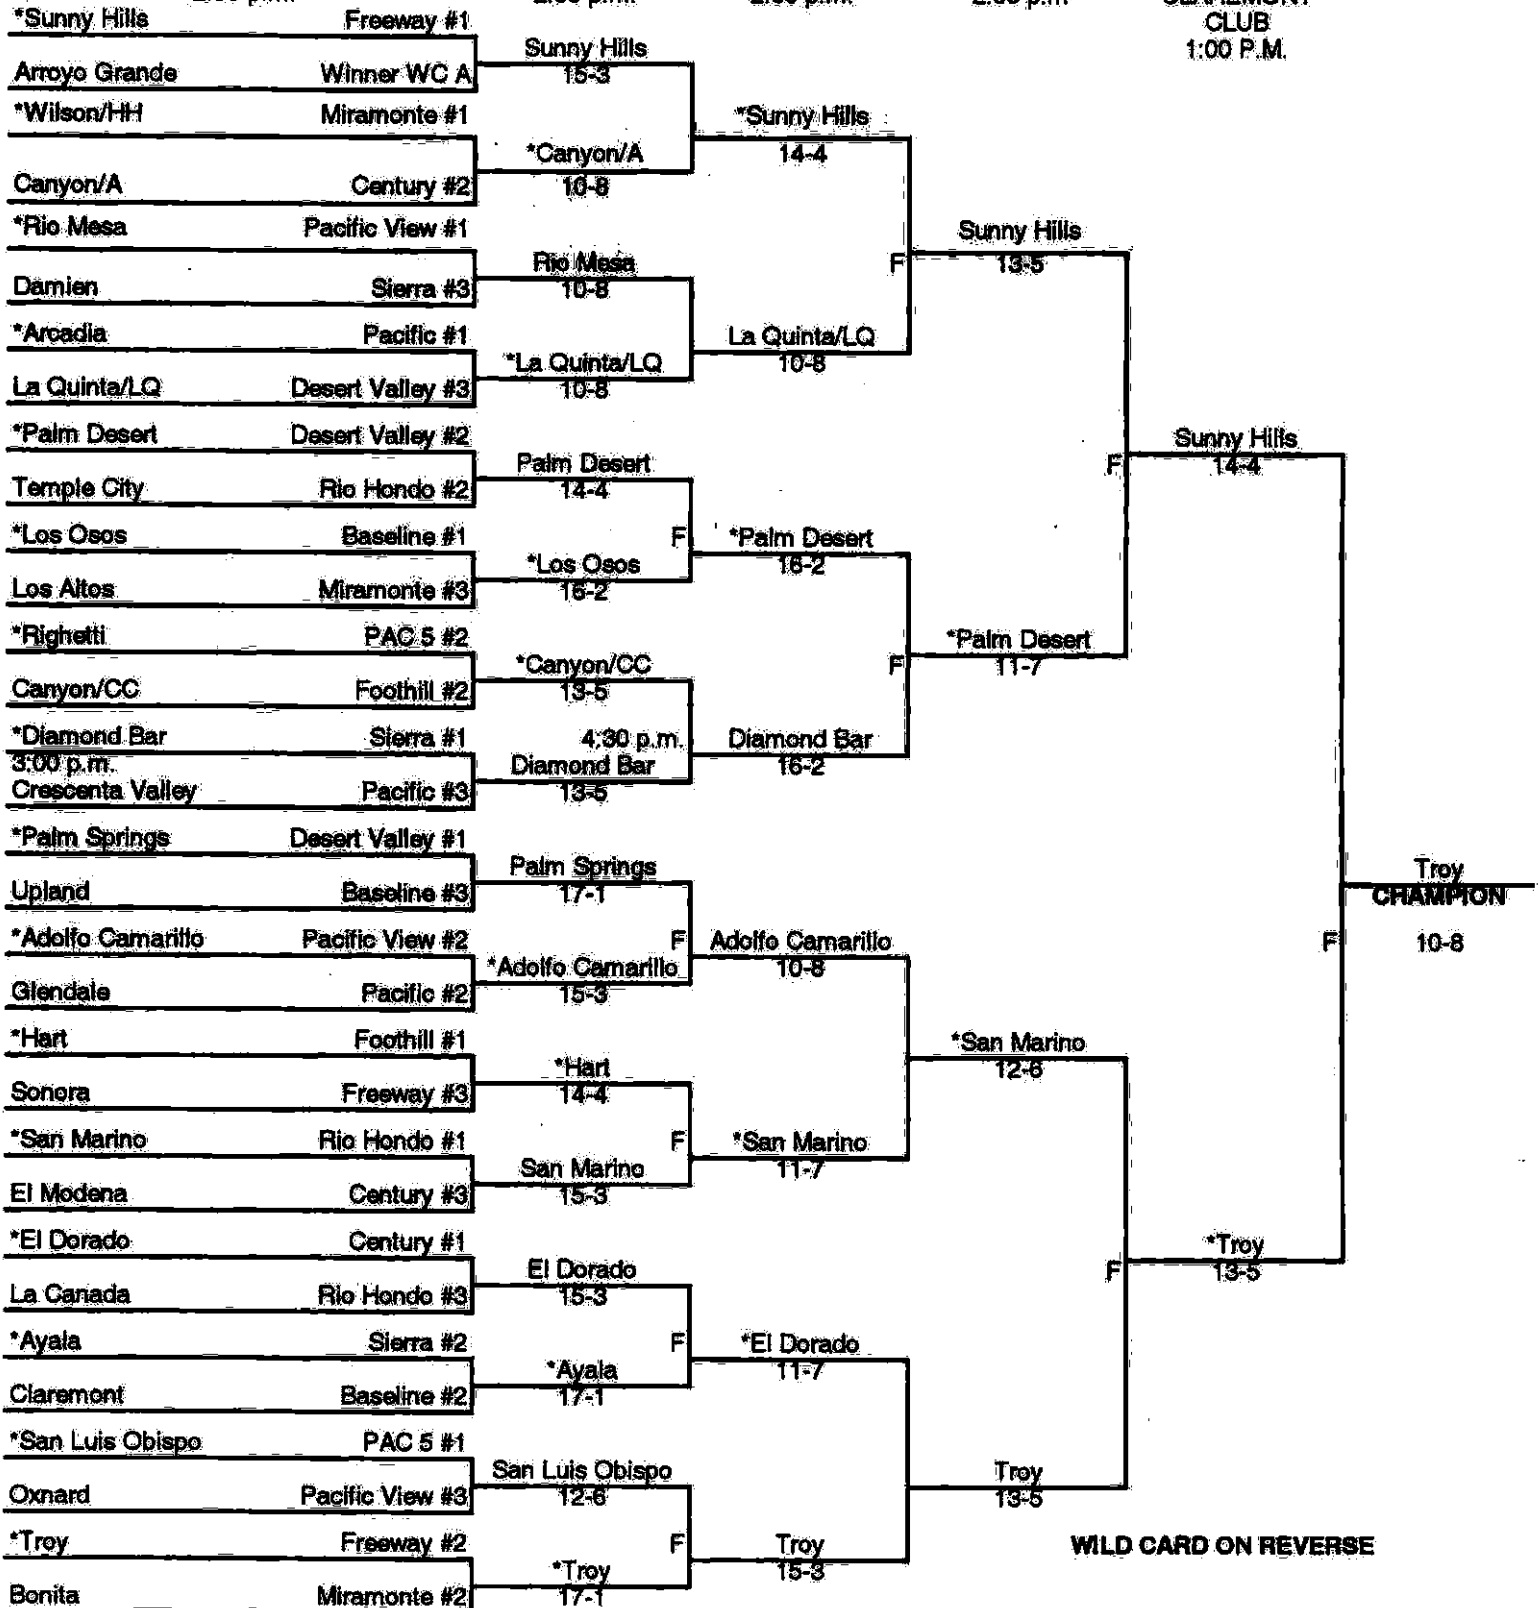 CLUB
1:00 P.M.
*Sunny Hills Freeway #1
Arroyo Grande Winner WC A
*Wilson/HH Miramonte #1
Canyon/A Century #2
*Rio Mesa Pacific View #1
Damien Sierra #3
*Arcadia Pacific #1
La Quinta/LQ Desert Valley #3
*Palm Desert Desert Valley #2
Temple City Rio Hondo #2
*Los Osos Baseline #1
Los Altos Miramonte #3
*Righetti PAC 5 #2
Canyon/CC Foothill #2
*Diamond Bar Sierra #1
3:00 p.m.
Crescenta Valley Pacific #3
*Palm Springs Desert Valley #1
Upland Baseline #3
*Adolfo Camarillo Pacific View #2
Glendale Pacific #2
*Hart Foothill #1
Sonora Freeway #3
*San Marino Rio Hondo #1
El Modena Century #3
*El Dorado Century #1
La Canada Rio Hondo #3
*Ayala Sierra #2
Claremont Baseline #2
*San Luis Obispo PAC 5 #1
Oxnard Pacific View #3
*Troy Freeway #2
Bonita Miramonte #2
Sunny Hills
15-3
*Canyon/A
10-8
Rio Mesa
10-8
*La Quinta/LQ
10-8
Palm Desert
14-4
F
*Los Osos
16-2
*Canyon/CC
13-5
4:30 p.m.
Diamond Bar
13-5
Palm Springs
17-1
F
*Adolfo Camarillo
15-3
*Hart
14-4
F
San Marino
15-3
El Dorado
15-3
F
*Ayala
17-1
San Luis Obispo
12-6
F
*Troy
17-1
*Sunny Hills
14-4
F
La Quinta/LQ
10-8
*Palm Desert
16-2
F
Diamond Bar
16-2
Adolfo Camarillo
10-8
*San Marino
11-7
*El Dorado
11-7
Troy
15-3
Sunny Hills
13-5
F
*Palm Desert
11-7
*San Marino
12-6
F
Troy
13-5
Sunny Hills
14-4
F
*Troy
13-5
Troy
CHAMPION
10-8
WILD CARD ON REVERSE